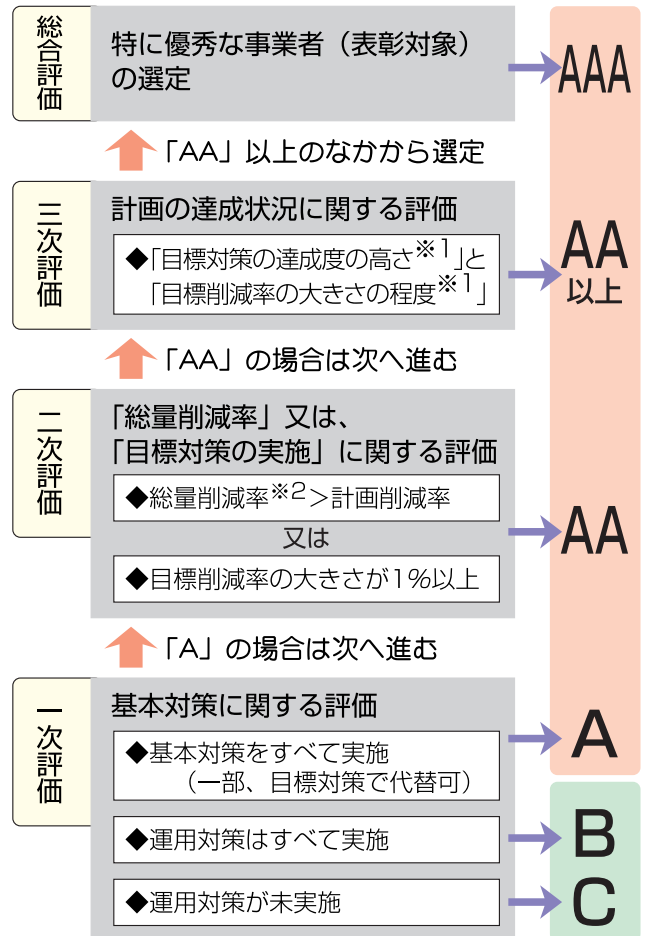 総合評価
特に優秀な事業者（表彰対象）
の選定
AAA
「AA」以上のなかから選定
三次評価
計画の達成状況に関する評価
◆「目標対策の達成度の高さ※1」と
「目標削減率の大きさの程度※1」
AA
以上
「AA」の場合は次へ進む
二次評価
「総量削減率」又は、
「目標対策の実施」に関する評価
◆総量削減率※2＞計画削減率
又は
◆目標削減率の大きさが1％以上
AA
「A」の場合は次へ進む
一次評価
基本対策に関する評価
◆基本対策をすべて実施
（一部、目標対策で代替可）
A
◆運用対策はすべて実施
B
◆運用対策が未実施
C